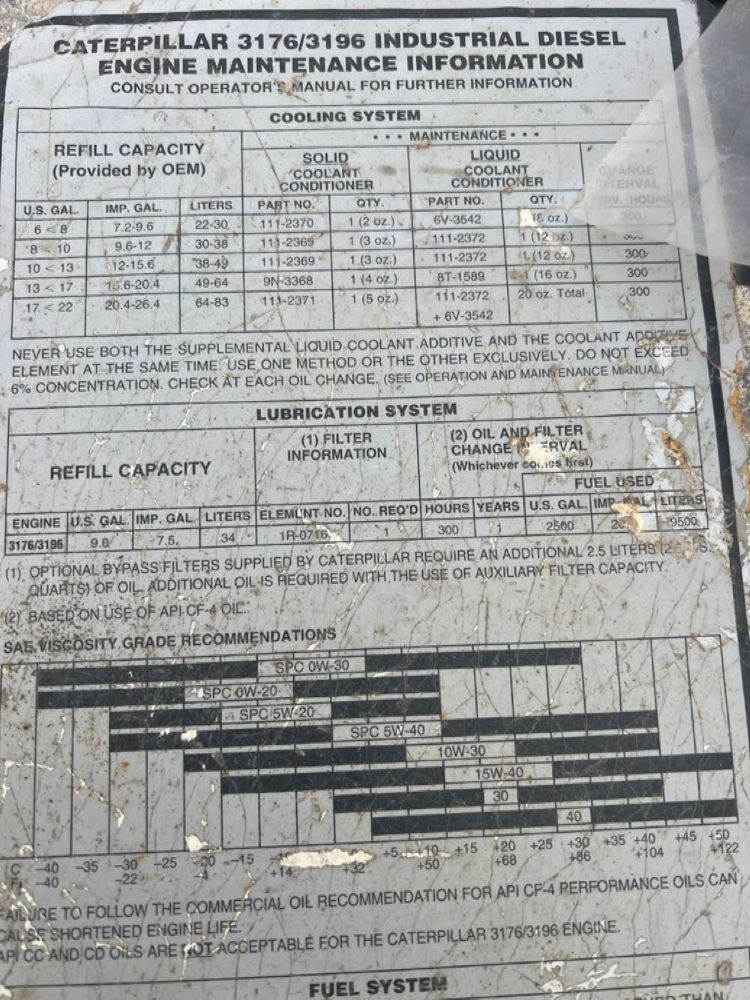 CATERPILLAR 3176/3196 INDUSTRIAL DIESEL
ENGINE MAINTENANCE INFORMATION
CONSULT OPERATOR'S MANUAL FOR FURTHER INFORMATION
COOLING SYSTEM
REFILL CAPACITY
(Provided by OEM)
• • • MAINTENANCE • • •
SOLID
COOLANT
CONDITIONER
LIQUID
COOLANT
CONDITIONER
CHANGE
INTERVAL
HOURS
U.S. GAL. IMP. GAL. LITERS PART NO. QTY. PART NO. QTY.
6 < 8 7.2-9.6 22-30 111-2370 1 (2 oz.) 6V-3542 (8 oz.) 300
8 < 10 9.6-12 30-38 111-2369 1 (3 oz.) 111-2372 1 (12 oz.)
10 < 13 12-15.6 38-49 111-2369 1 (3 oz.) 111-2372 1 (12 oz.) 300
13 < 17 15.6-20.4 49-64 9N-3368 1 (4 oz.) 8T-1589 1 (16 oz.) 300
17 < 22 20.4-26.4 64-83 111-2371 1 (5 oz.) 111-2372 20 oz. Total 300
+ 6V-3542
NEVER USE BOTH THE SUPPLEMENTAL LIQUID COOLANT ADDITIVE AND THE COOLANT ADDITIVE
ELEMENT AT THE SAME TIME. USE ONE METHOD OR THE OTHER EXCLUSIVELY. DO NOT EXCEED
6% CONCENTRATION. CHECK AT EACH OIL CHANGE. (SEE OPERATION AND MAINTENANCE MANUAL)
LUBRICATION SYSTEM
REFILL CAPACITY
(1) FILTER
INFORMATION
(2) OIL AND FILTER
CHANGE INTERVAL
(Whichever comes first)
FUEL USED
ENGINE U.S. GAL. IMP. GAL. LITERS ELEMENT NO. NO. REQ'D HOURS YEARS U.S. GAL. IMP. GAL. LITERS
3176/3196 9.0 7.5. 34 1R-0716 1 300 1 2500 9500
(1) OPTIONAL BYPASS FILTERS SUPPLIED BY CATERPILLAR REQUIRE AN ADDITIONAL 2.5 LITERS
QUARTS) OF OIL. ADDITIONAL OIL IS REQUIRED WITH THE USE OF AUXILIARY FILTER CAPACITY.
(2) BASED ON USE OF API CF-4 OIL.
SAE VISCOSITY GRADE RECOMMENDATIONS
SPC 0W-30
SPC 0W-20
SPC 5W-20
SPC 5W-40
10W-30
15W-40
30
40
C -40 -35 -30 -25 -20 -15 +5 +10 +15 +20 +25 +30 +35 +40 +45 +50
F -40 -22 -4 +14 +32 +50 +68 +86 +104 +122
FAILURE TO FOLLOW THE COMMERCIAL OIL RECOMMENDATION FOR API CF-4 PERFORMANCE OILS CAN
CAUSE SHORTENED ENGINE LIFE.
API CC AND CD OILS ARE NOT ACCEPTABLE FOR THE CATERPILLAR 3176/3196 ENGINE.
FUEL SYSTEM
THAN